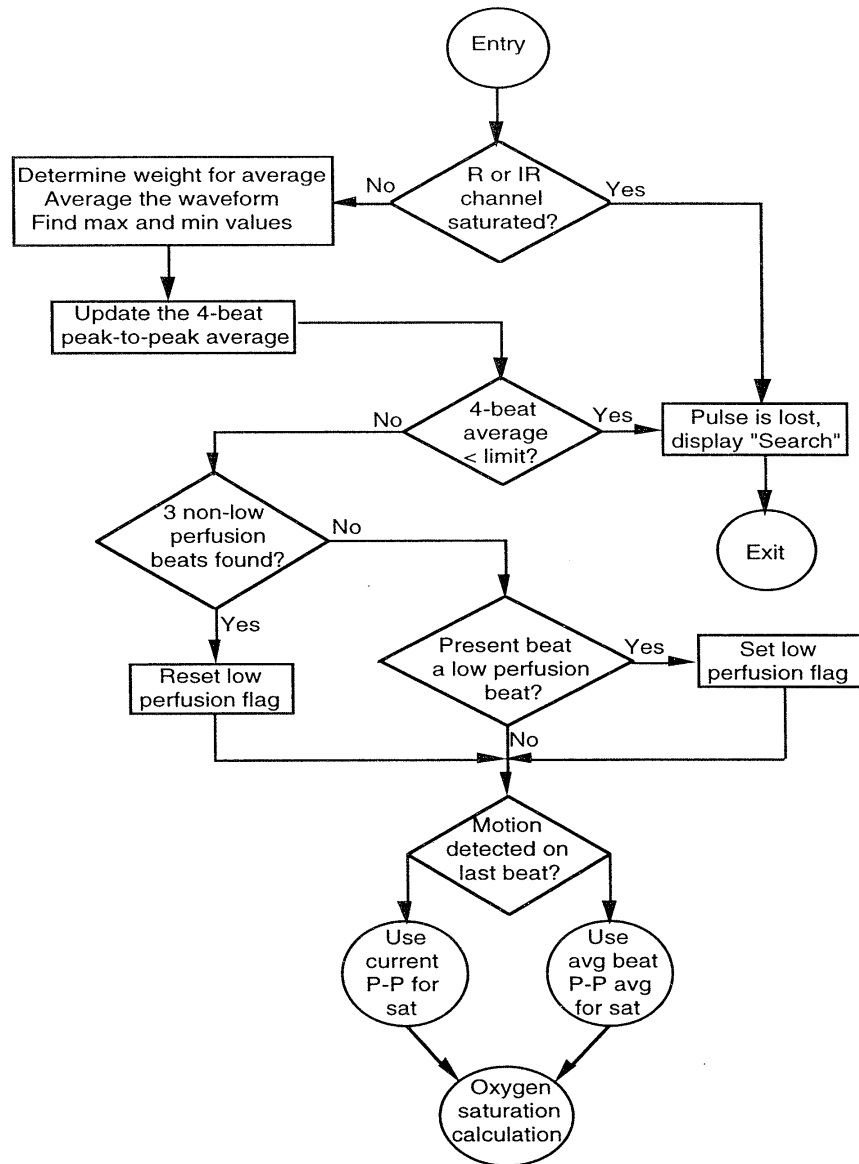 Entry
R or IR
channel
saturated?
No
Yes
Determine weight for average
Average the waveform
Find max and min values
Update the 4-beat
peak-to-peak average
4-beat
average
< limit?
No
Yes
Pulse is lost,
display "Search"
Exit
3 non-low
perfusion
beats found?
No
Yes
Reset low
perfusion flag
Present beat
a low perfusion
beat?
Yes
No
Set low
perfusion flag
Motion
detected on
last beat?
Use
current
P-P for
sat
Use
avg beat
P-P avg
for sat
Oxygen
saturation
calculation